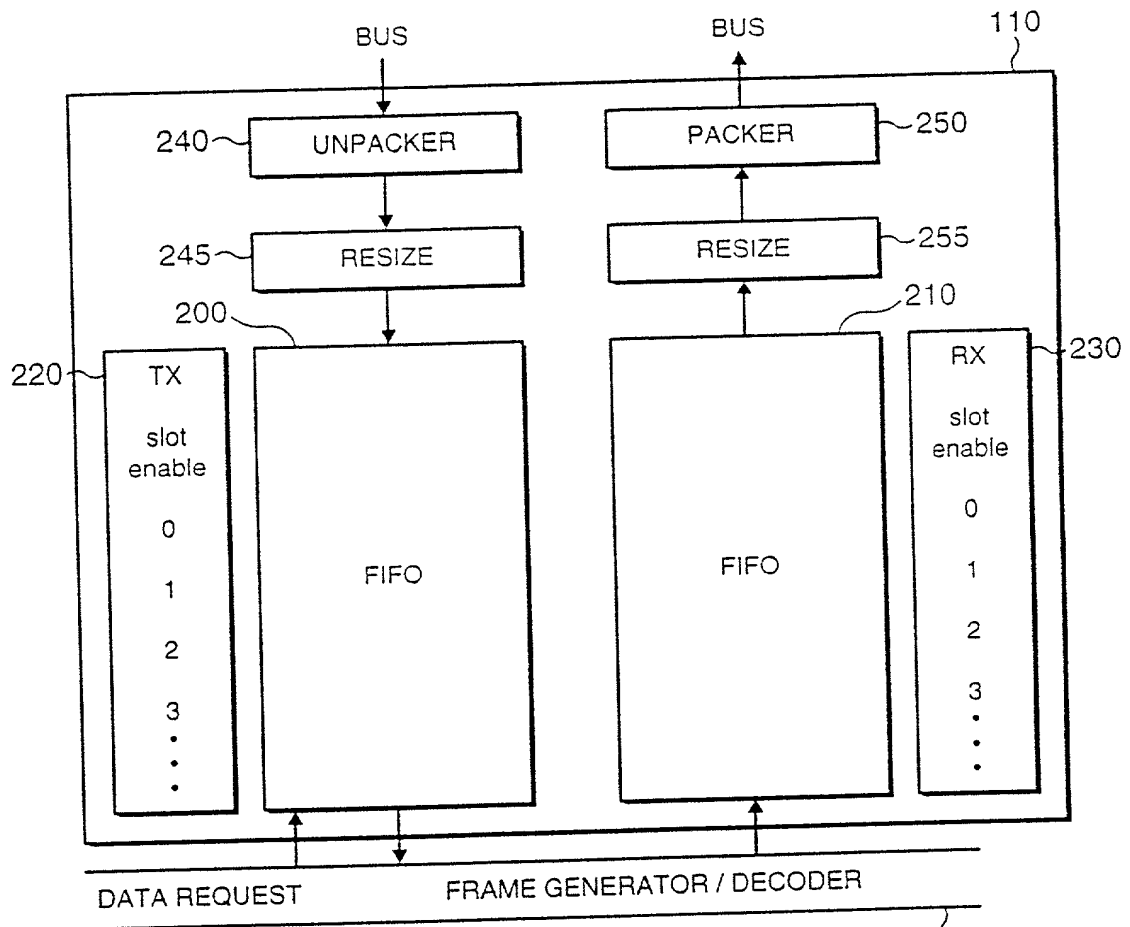 BUS
BUS
110
240
UNPACKER
PACKER
250
245
RESIZE
RESIZE
255
200
210
220
TX
slot
enable
0
1
2
3
FIFO
FIFO
RX
slot
enable
0
1
2
3
230
DATA REQUEST
FRAME GENERATOR / DECODER